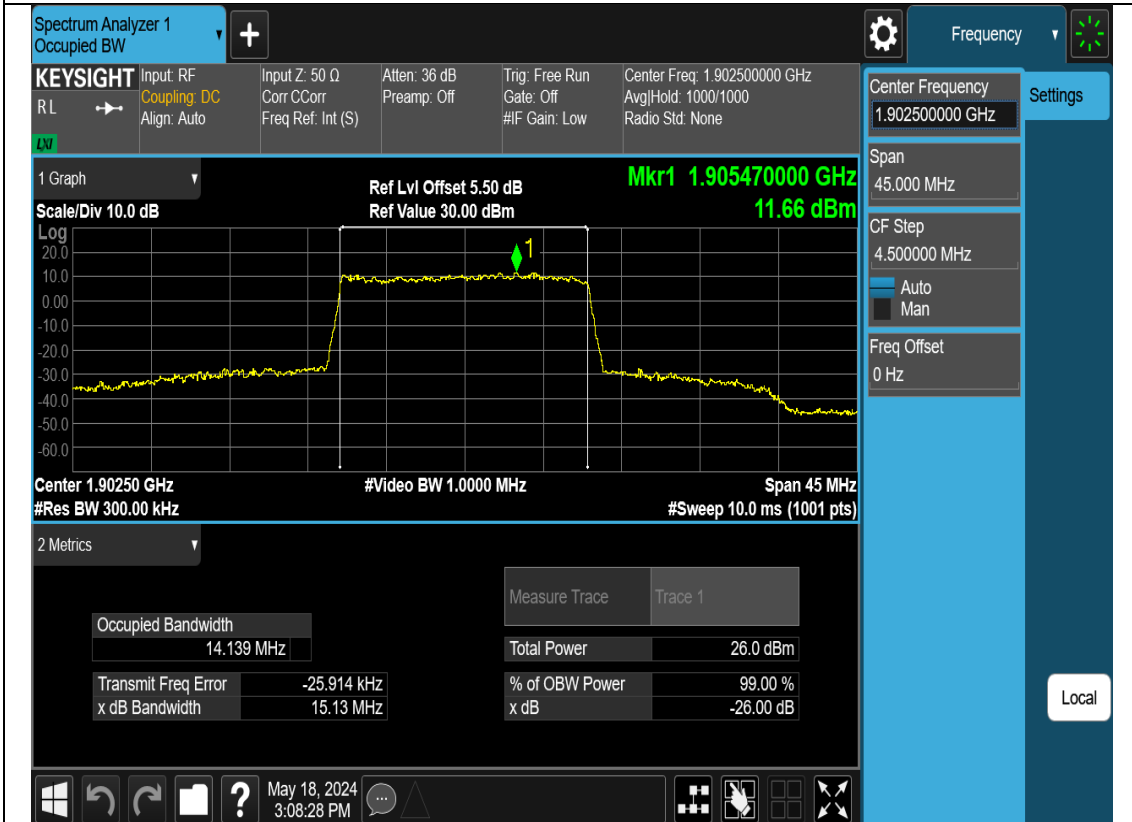 Spectrum Analyzer 1
Occupied BW
▼
+
Frequency
▼
KEYSIGHT
RL
LXI
Input: RF
Coupling: DC
Align: Auto
Input Z: 50 Ω
Corr CCorr
Freq Ref: Int (S)
Atten: 36 dB
Preamp: Off
Trig: Free Run
Gate: Off
#IF Gain: Low
Center Freq: 1.902500000 GHz
Avg|Hold: 1000/1000
Radio Std: None
1 Graph ▼
Scale/Div 10.0 dB
Ref Lvl Offset 5.50 dB
Ref Value 30.00 dBm
Mkr1 1.905470000 GHz
11.66 dBm
Log
20.0
10.0
0.00
-10.0
-20.0
-30.0
-40.0
-50.0
-60.0
1
Center 1.90250 GHz
#Res BW 300.00 kHz
#Video BW 1.0000 MHz
Span 45 MHz
#Sweep 10.0 ms (1001 pts)
2 Metrics ▼
Measure Trace Trace 1
Occupied Bandwidth
14.139 MHz
Total Power 26.0 dBm
Transmit Freq Error -25.914 kHz
% of OBW Power 99.00 %
x dB Bandwidth 15.13 MHz
x dB -26.00 dB
Center Frequency
1.902500000 GHz
Settings
Span
45.000 MHz
CF Step
4.500000 MHz
Auto
Man
Freq Offset
0 Hz
Local
?
May 18, 2024
3:08:28 PM